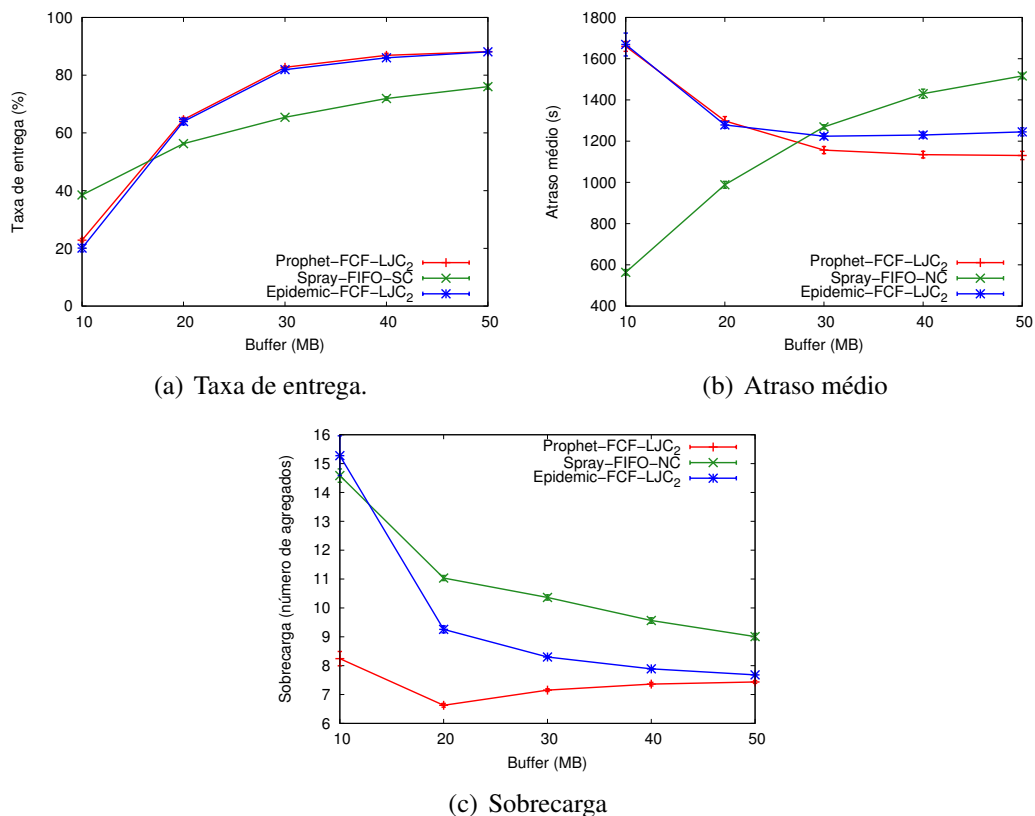 100
80
60
40
20
0
Taxa de entrega (%)
Prophet−FCF−LJC2
Spray−FIFO−SC
Epidemic−FCF−LJC2
10 20 30 40 50
Buffer (MB)
(a) Taxa de entrega.
1800
1600
1400
1200
1000
800
600
400
Atraso médio (s)
Prophet−FCF−LJC2
Spray−FIFO−NC
Epidemic−FCF−LJC2
10 20 30 40 50
Buffer (MB)
(b) Atraso médio
16
15
14
13
12
11
10
9
8
7
6
Sobrecarga (número de agregados)
Prophet−FCF−LJC2
Spray−FIFO−NC
Epidemic−FCF−LJC2
10 20 30 40 50
Buffer (MB)
(c) Sobrecarga